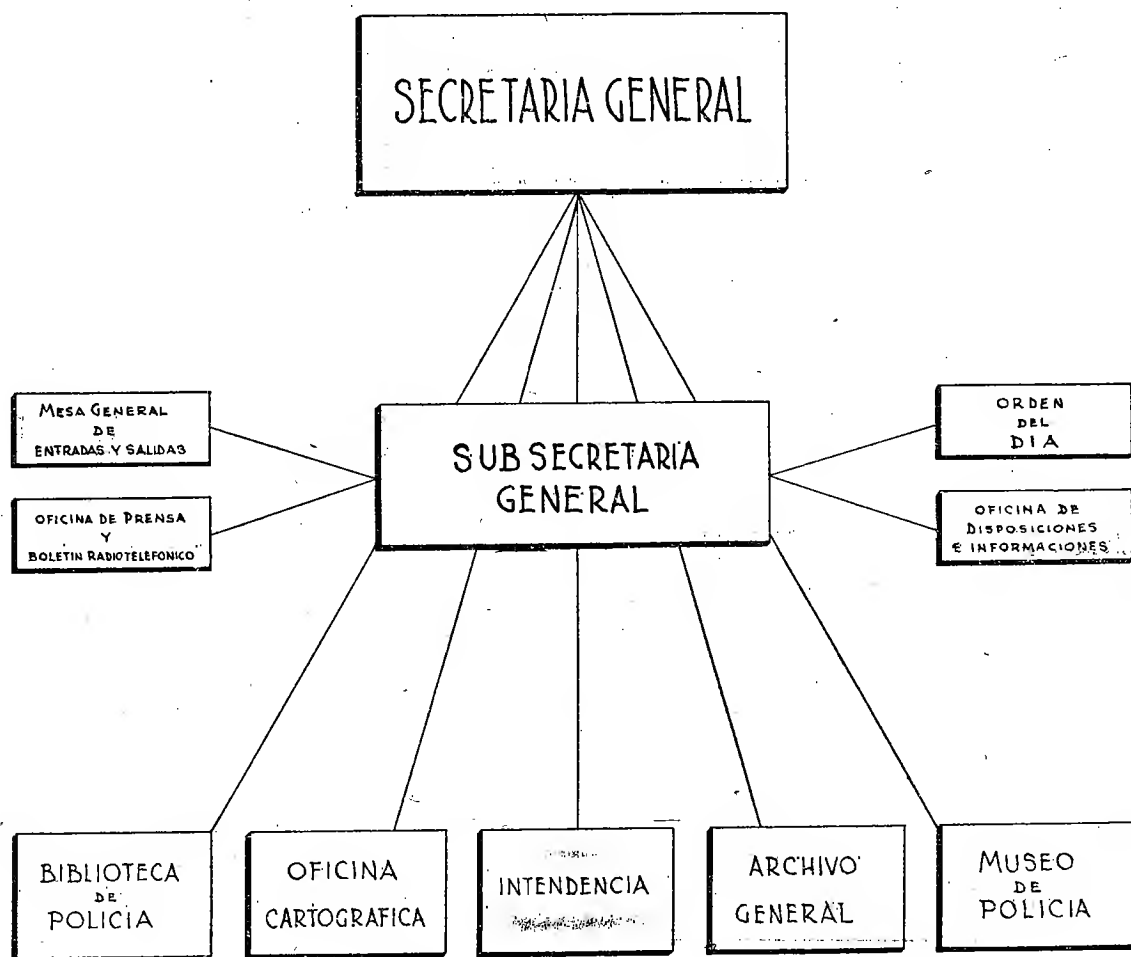 SECRETARIA GENERAL
MESA GENERAL
DE
ENTRADAS Y SALIDAS
OFICINA DE PRENSA
Y
BOLETIN RADIOTELEFONICO
SUB SECRETARIA
GENERAL
ORDEN
DEL
DIA
OFICINA DE
DISPOSICIONES
E INFORMACIONES
BIBLIOTECA
DE
POLICIA
OFICINA
CARTOGRAFICA
INTENDENCIA
ARCHIVO
GENERAL
MUSEO
DE
POLICIA